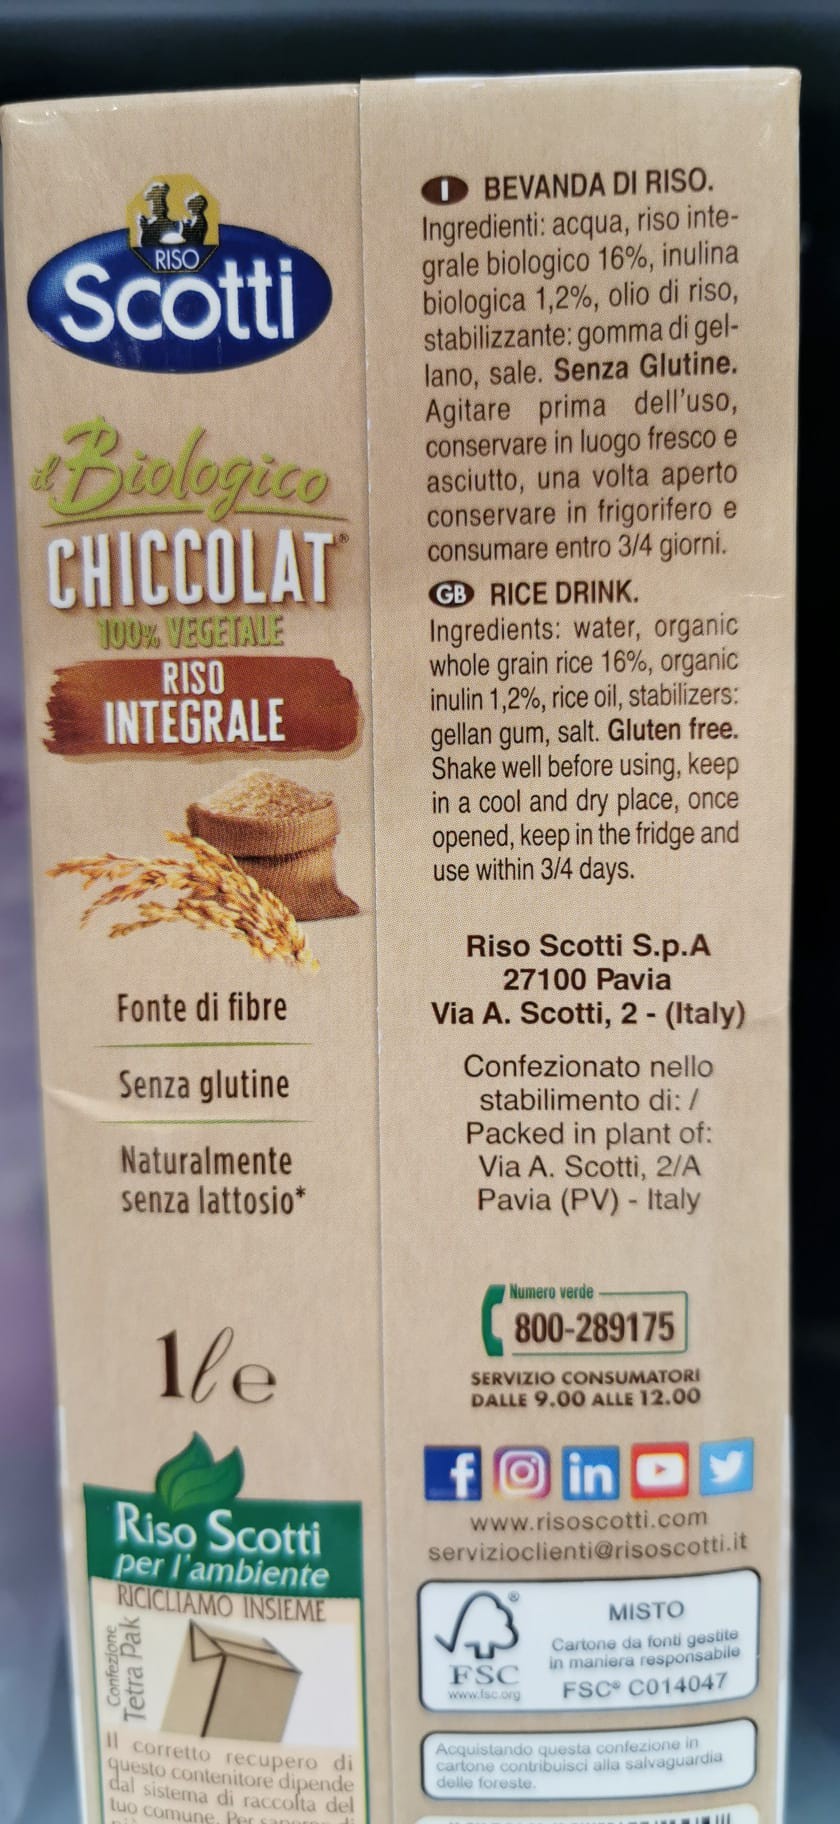 RISO
Scotti
il Biologico
CHICCOLAT®
100% VEGETALE
RISO
INTEGRALE
Fonte di fibre
Senza glutine
Naturalmente
senza lattosio*
1 l e
Riso Scotti
per l'ambiente
RICICLIAMO INSIEME
Confezione
Tetra Pak
Il corretto recupero di
questo contenitore dipende
dal sistema di raccolta del
tuo comune. Per
I BEVANDA DI RISO.
Ingredienti: acqua, riso inte-
grale biologico 16%, inulina
biologica 1,2%, olio di riso,
stabilizzante: gomma di gel-
lano, sale. Senza Glutine.
Agitare prima dell'uso,
conservare in luogo fresco e
asciutto, una volta aperto
conservare in frigorifero e
consumare entro 3/4 giorni.
GB RICE DRINK.
Ingredients: water, organic
whole grain rice 16%, organic
inulin 1,2%, rice oil, stabilizers:
gellan gum, salt. Gluten free.
Shake well before using, keep
in a cool and dry place, once
opened, keep in the fridge and
use within 3/4 days.
Riso Scotti S.p.A
27100 Pavia
Via A. Scotti, 2 - (Italy)
Confezionato nello
stabilimento di: /
Packed in plant of:
Via A. Scotti, 2/A
Pavia (PV) - Italy
Numero verde
800-289175
SERVIZIO CONSUMATORI
DALLE 9.00 ALLE 12.00
f in
www.risoscotti.com
servizioclienti@risoscotti.it
®
FSC
www.fsc.org
MISTO
Cartone da fonti gestite
in maniera responsabile
FSC® C014047
Acquistando questa confezione in
cartone contribuisci alla salvaguardia
delle foreste.